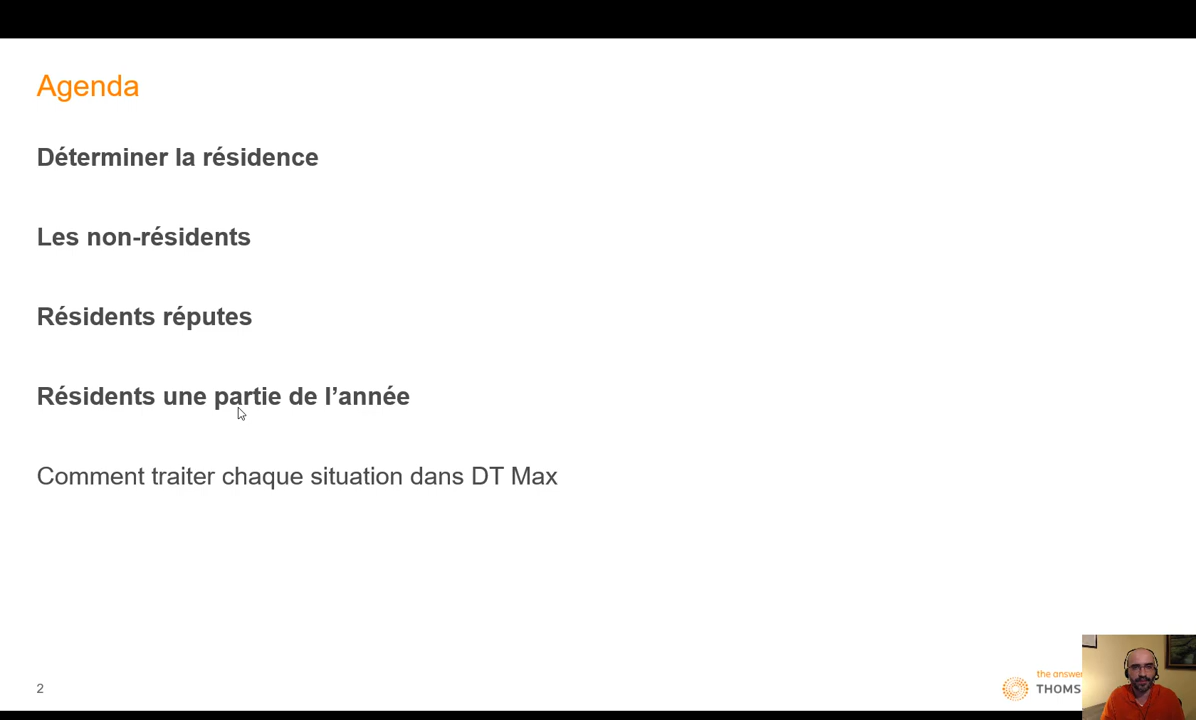 Agenda
Déterminer la résidence
Les non-résidents
Résidents réputes
Résidents une partie de l’année
Comment traiter chaque situation dans DT Max
the answer
THOMS
2